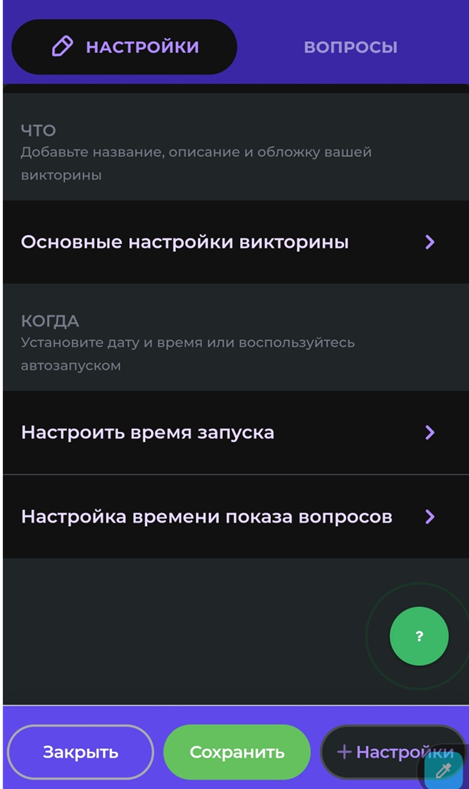 НАСТРОЙКИ
ВОПРОСЫ
ЧТО
Добавьте название, описание и обложку вашей
викторины
Основные настройки викторины
КОГДА
Установите дату и время или воспользуйтесь
автозапуском
Настроить время запуска
Настройка времени показа вопросов
?
Закрыть
Сохранить
+ Настройки